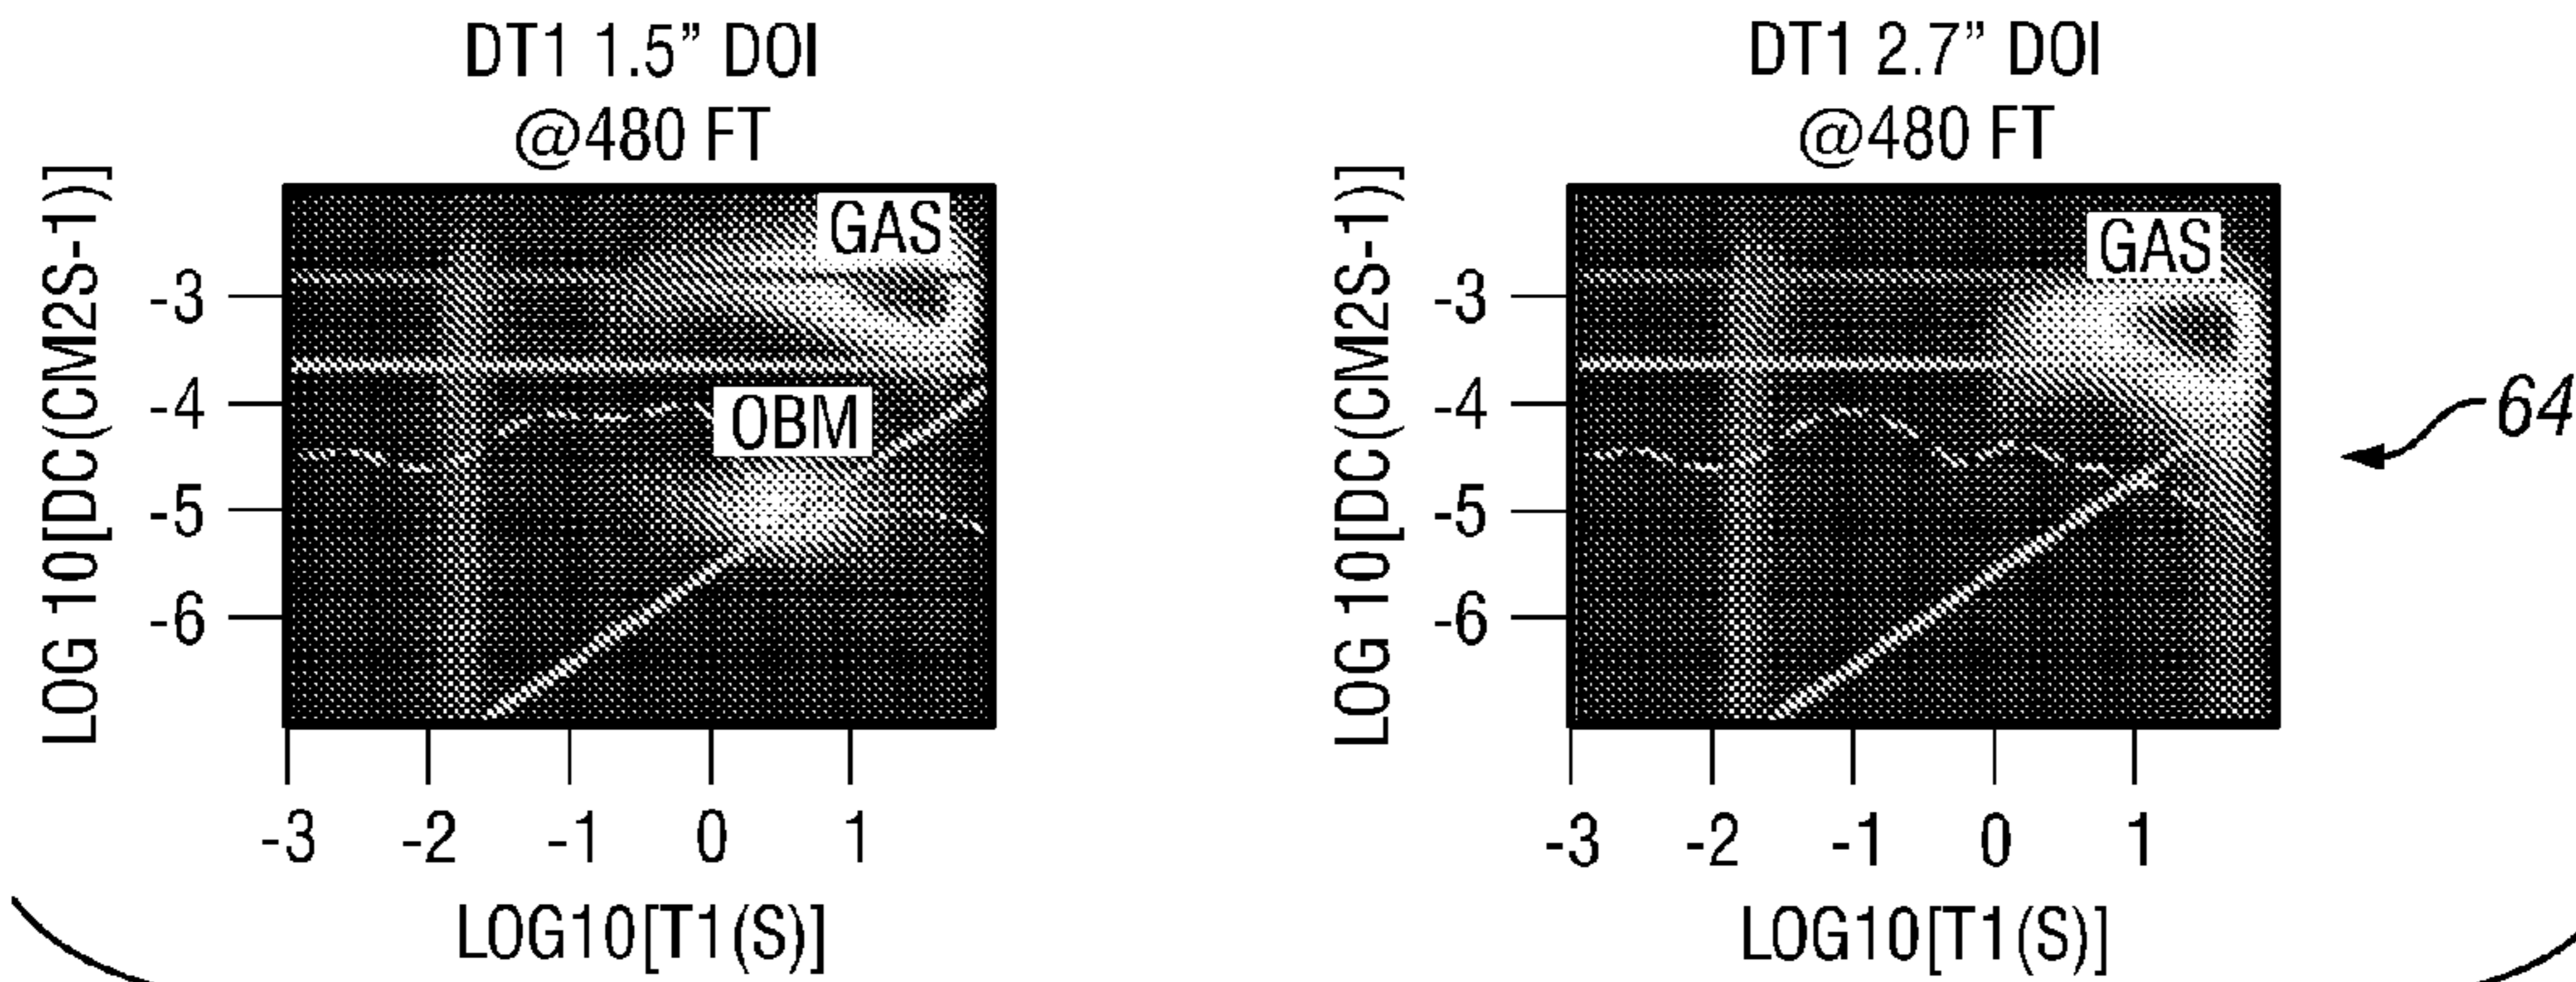 DT1 1.5” DOI
@480 FT
LOG 10[DC(CM2S-1)]
-3
-4
-5
-6
GAS
OBM
-3 -2 -1 0 1
LOG10[T1(S)]
DT1 2.7” DOI
@480 FT
LOG 10[DC(CM2S-1)]
-3
-4
-5
-6
GAS
-3 -2 -1 0 1
LOG10[T1(S)]
64